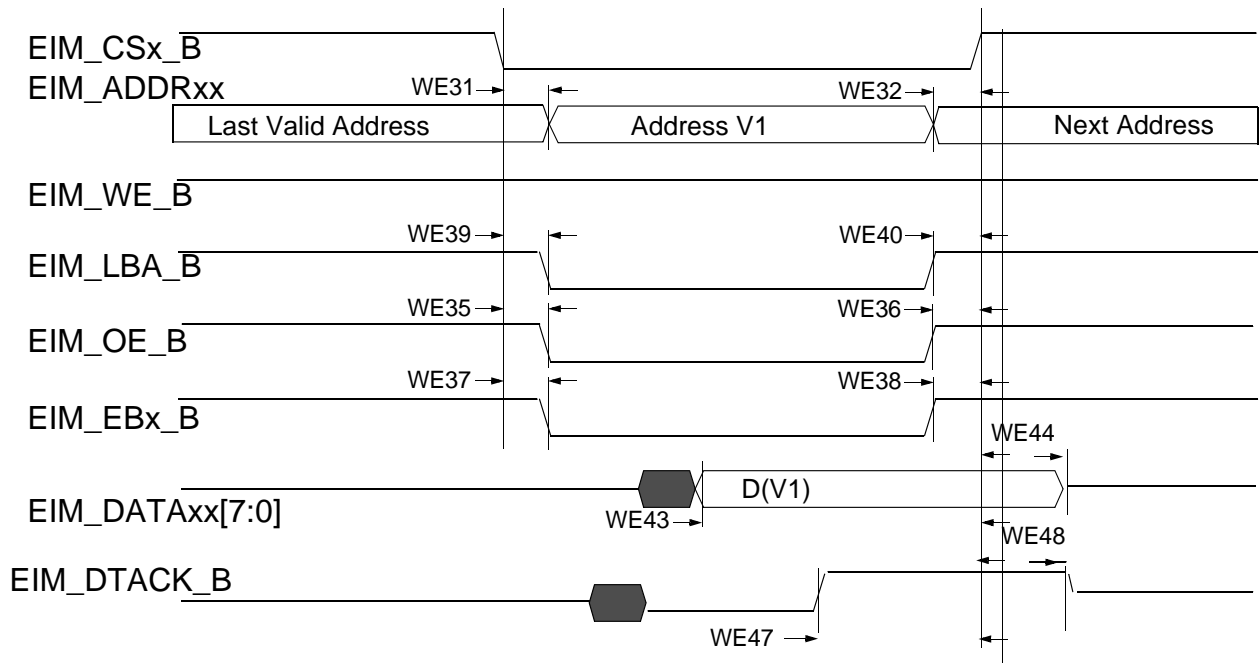 EIM_CSx_B
EIM_ADDRxx
WE31
WE32
Last Valid Address
Address V1
Next Address
EIM_WE_B
WE39
WE40
EIM_LBA_B
WE35
WE36
EIM_OE_B
WE37
WE38
EIM_EBx_B
WE44
D(V1)
EIM_DATAxx[7:0]
WE43
WE48
EIM_DTACK_B
WE47